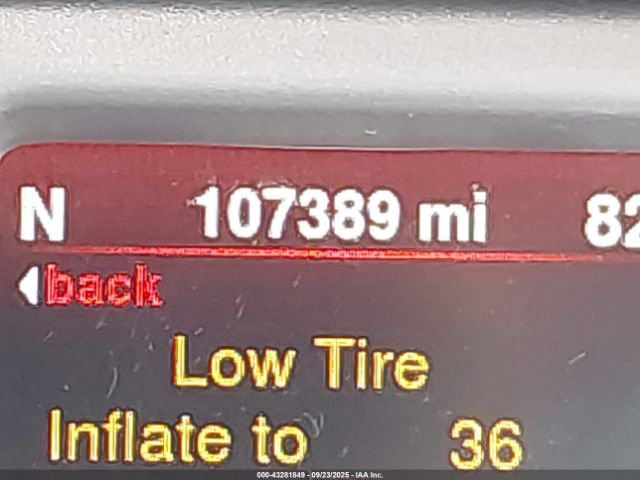 N 107389 mi 82
back
Low Tire
Inflate to 36
000-43281849 - 09/23/2025 - IAA Inc.